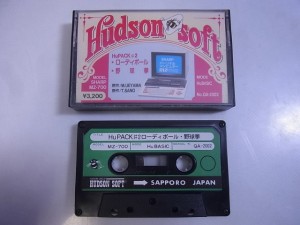 Hudson soft
HuPACK#2
・ローディボール
・野球拳
MODEL
SHARP
MZ-700
¥3,200
HuPACK#2ローディボール・野球拳
MZ-700
Hu BASIC
HUDSON SOFT
SAPPORO JAPAN